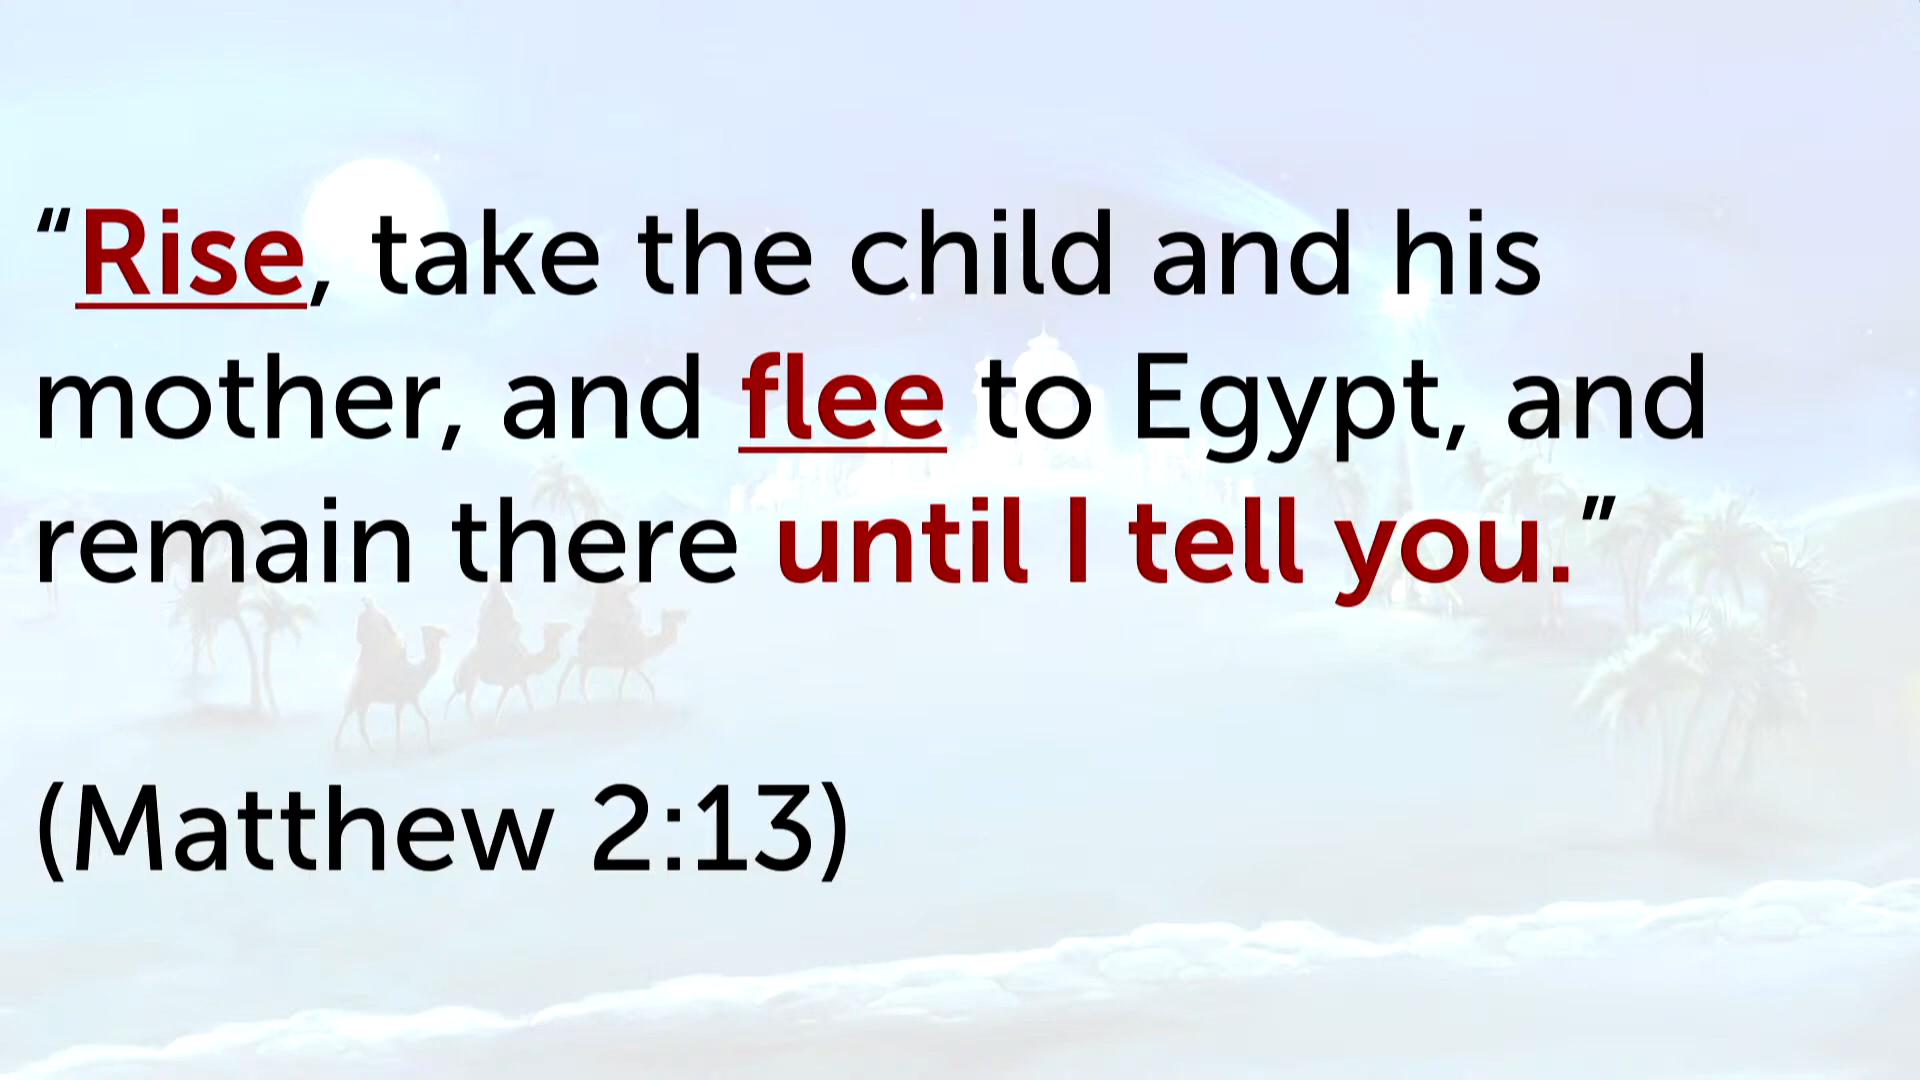 “Rise, take the child and his
mother, and flee to Egypt, and
remain there until I tell you.”
(Matthew 2:13)